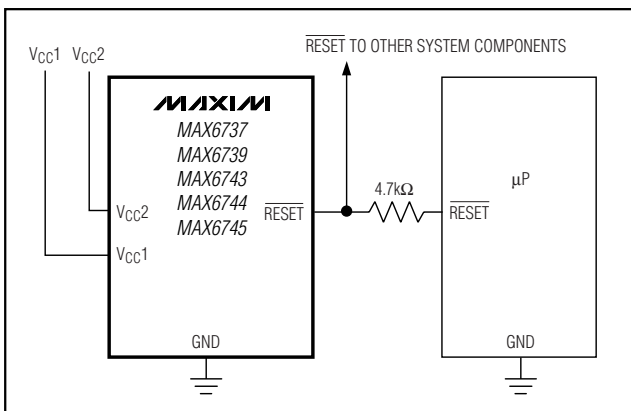 VCC1 VCC2
RESET TO OTHER SYSTEM COMPONENTS
MAXIM
MAX6737
MAX6739
MAX6743
MAX6744
MAX6745
VCC2
VCC1
RESET
GND
4.7kΩ
μP
RESET
GND